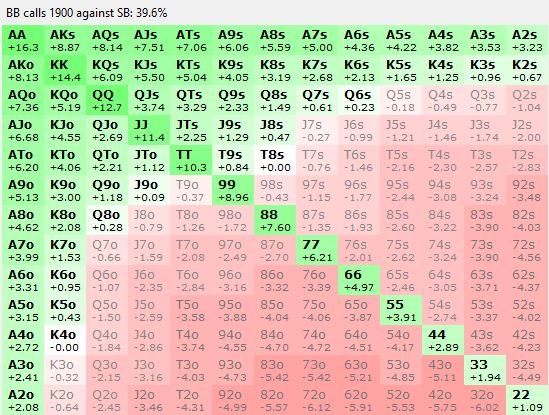 BB calls 1900 against SB: 39.6%
AA AKs AQs AJs ATs A9s A8s A7s A6s A5s A4s A3s A2s
+16.3 +8.87 +8.14 +7.51 +7.06 +6.06 +5.59 +5.00 +4.36 +4.22 +3.82 +3.53 +3.23
AKo KK KQs KJs KTs K9s K8s K7s K6s K5s K4s K3s K2s
+8.13 +14.4 +6.09 +5.50 +5.04 +4.05 +3.19 +2.68 +2.13 +1.65 +1.25 +0.96 +0.67
AQo KQo QQ QJs QTs Q9s Q8s Q7s Q6s Q5s Q4s Q3s Q2s
+7.36 +5.19 +12.7 +3.74 +3.29 +2.33 +1.49 +0.61 +0.23 -0.18 -0.49 -0.77 -1.04
AJo KJo QJo JJ JTs J9s J8s J7s J6s J5s J4s J3s J2s
+6.68 +4.55 +2.69 +11.4 +2.25 +1.29 +0.47 -0.27 -0.99 -1.21 -1.46 -1.74 -2.00
ATo KTo QTo JTo TT T9s T8s T7s T6s T5s T4s T3s T2s
+6.20 +4.06 +2.21 +1.12 +10.3 +0.84 +0.00 -0.76 -1.46 -2.16 -2.30 -2.57 -2.83
A9o K9o Q9o J9o T9o 99 98s 97s 96s 95s 94s 93s 92s
+5.13 +3.00 +1.18 +0.09 -0.37 +8.96 -0.43 -1.15 -1.77 -2.44 -3.08 -3.24 -3.48
A8o K8o Q8o J8o T8o 98o 88 87s 86s 85s 84s 83s 82s
+4.62 +2.08 +0.28 -0.79 -1.26 -1.72 +7.60 -1.35 -1.93 -2.60 -3.22 -3.90 -4.03
A7o K7o Q7o J7o T7o 97o 87o 77 76s 75s 74s 73s 72s
+3.99 +1.53 -0.66 -1.59 -2.08 -2.49 -2.70 +6.21 -2.01 -2.62 -3.24 -3.90 -4.56
A6o K6o Q6o J6o T6o 96o 86o 76o 66 65s 64s 63s 62s
+3.31 +0.95 -1.07 -2.35 -2.84 -3.16 -3.32 -3.39 +4.97 -2.46 -3.05 -3.71 -4.37
A5o K5o Q5o J5o T5o 95o 85o 75o 65o 55 54s 53s 52s
+3.15 +0.43 -1.50 -2.59 -3.58 -3.88 -4.04 -4.06 -3.87 +3.91 -2.74 -3.37 -4.02
A4o K4o Q4o J4o T4o 94o 84o 74o 64o 54o 44 43s 42s
+2.72 -0.00 -1.84 -2.86 -3.74 -4.55 -4.70 -4.72 -4.51 -4.17 +2.89 -3.62 -4.23
A3o K3o Q3o J3o T3o 93o 83o 73o 63o 53o 43o 33 32s
+2.41 -0.32 -2.15 -3.16 -4.03 -4.73 -5.42 -5.42 -5.21 -4.85 -5.11 +1.94 -4.49
A2o K2o Q2o J2o T2o 92o 82o 72o 62o 52o 42o 32o 22
+2.08 -0.64 -2.45 -3.46 -4.31 -4.99 -5.57 -6.12 -5.91 -5.53 -5.75 -6.02 +1.09